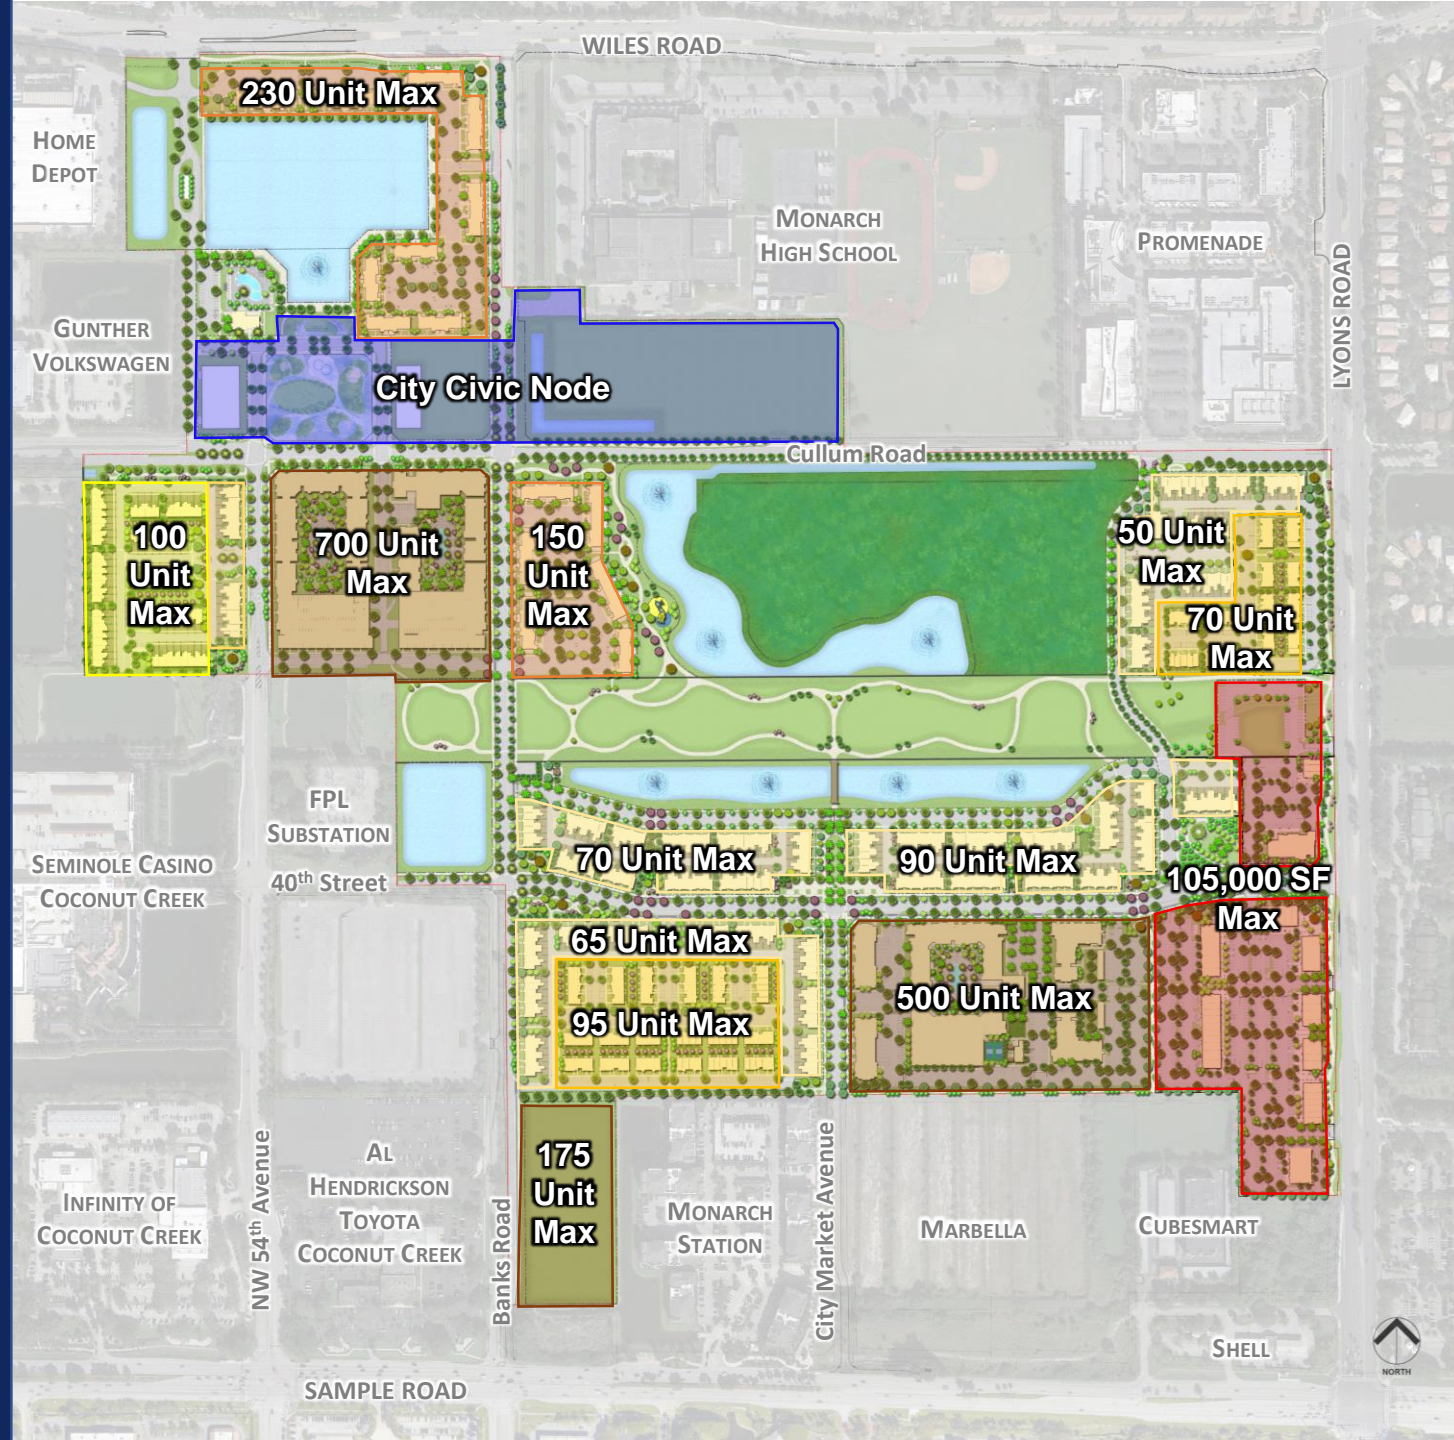 WILES ROAD
230 Unit Max
HOME
DEPOT
MONARCH
HIGH SCHOOL
PROMENADE
LYONS ROAD
GUNTHER
VOLKSWAGEN
City Civic Node
Cullum Road
100
Unit
Max
700 Unit
Max
150
Unit
Max
50 Unit
Max
70 Unit
Max
FPL
SUBSTATION
40th Street
SEMINOLE CASINO
COCONUT CREEK
70 Unit Max
90 Unit Max
105,000 SF
Max
65 Unit Max
95 Unit Max
500 Unit Max
175
Unit
Max
NW 54th Avenue
AL
HENDRICKSON
TOYOTA
COCONUT CREEK
INFINITY OF
COCONUT CREEK
Banks Road
MONARCH
STATION
City Market Avenue
MARBELLA
CUBESMART
SHELL
NORTH
SAMPLE ROAD